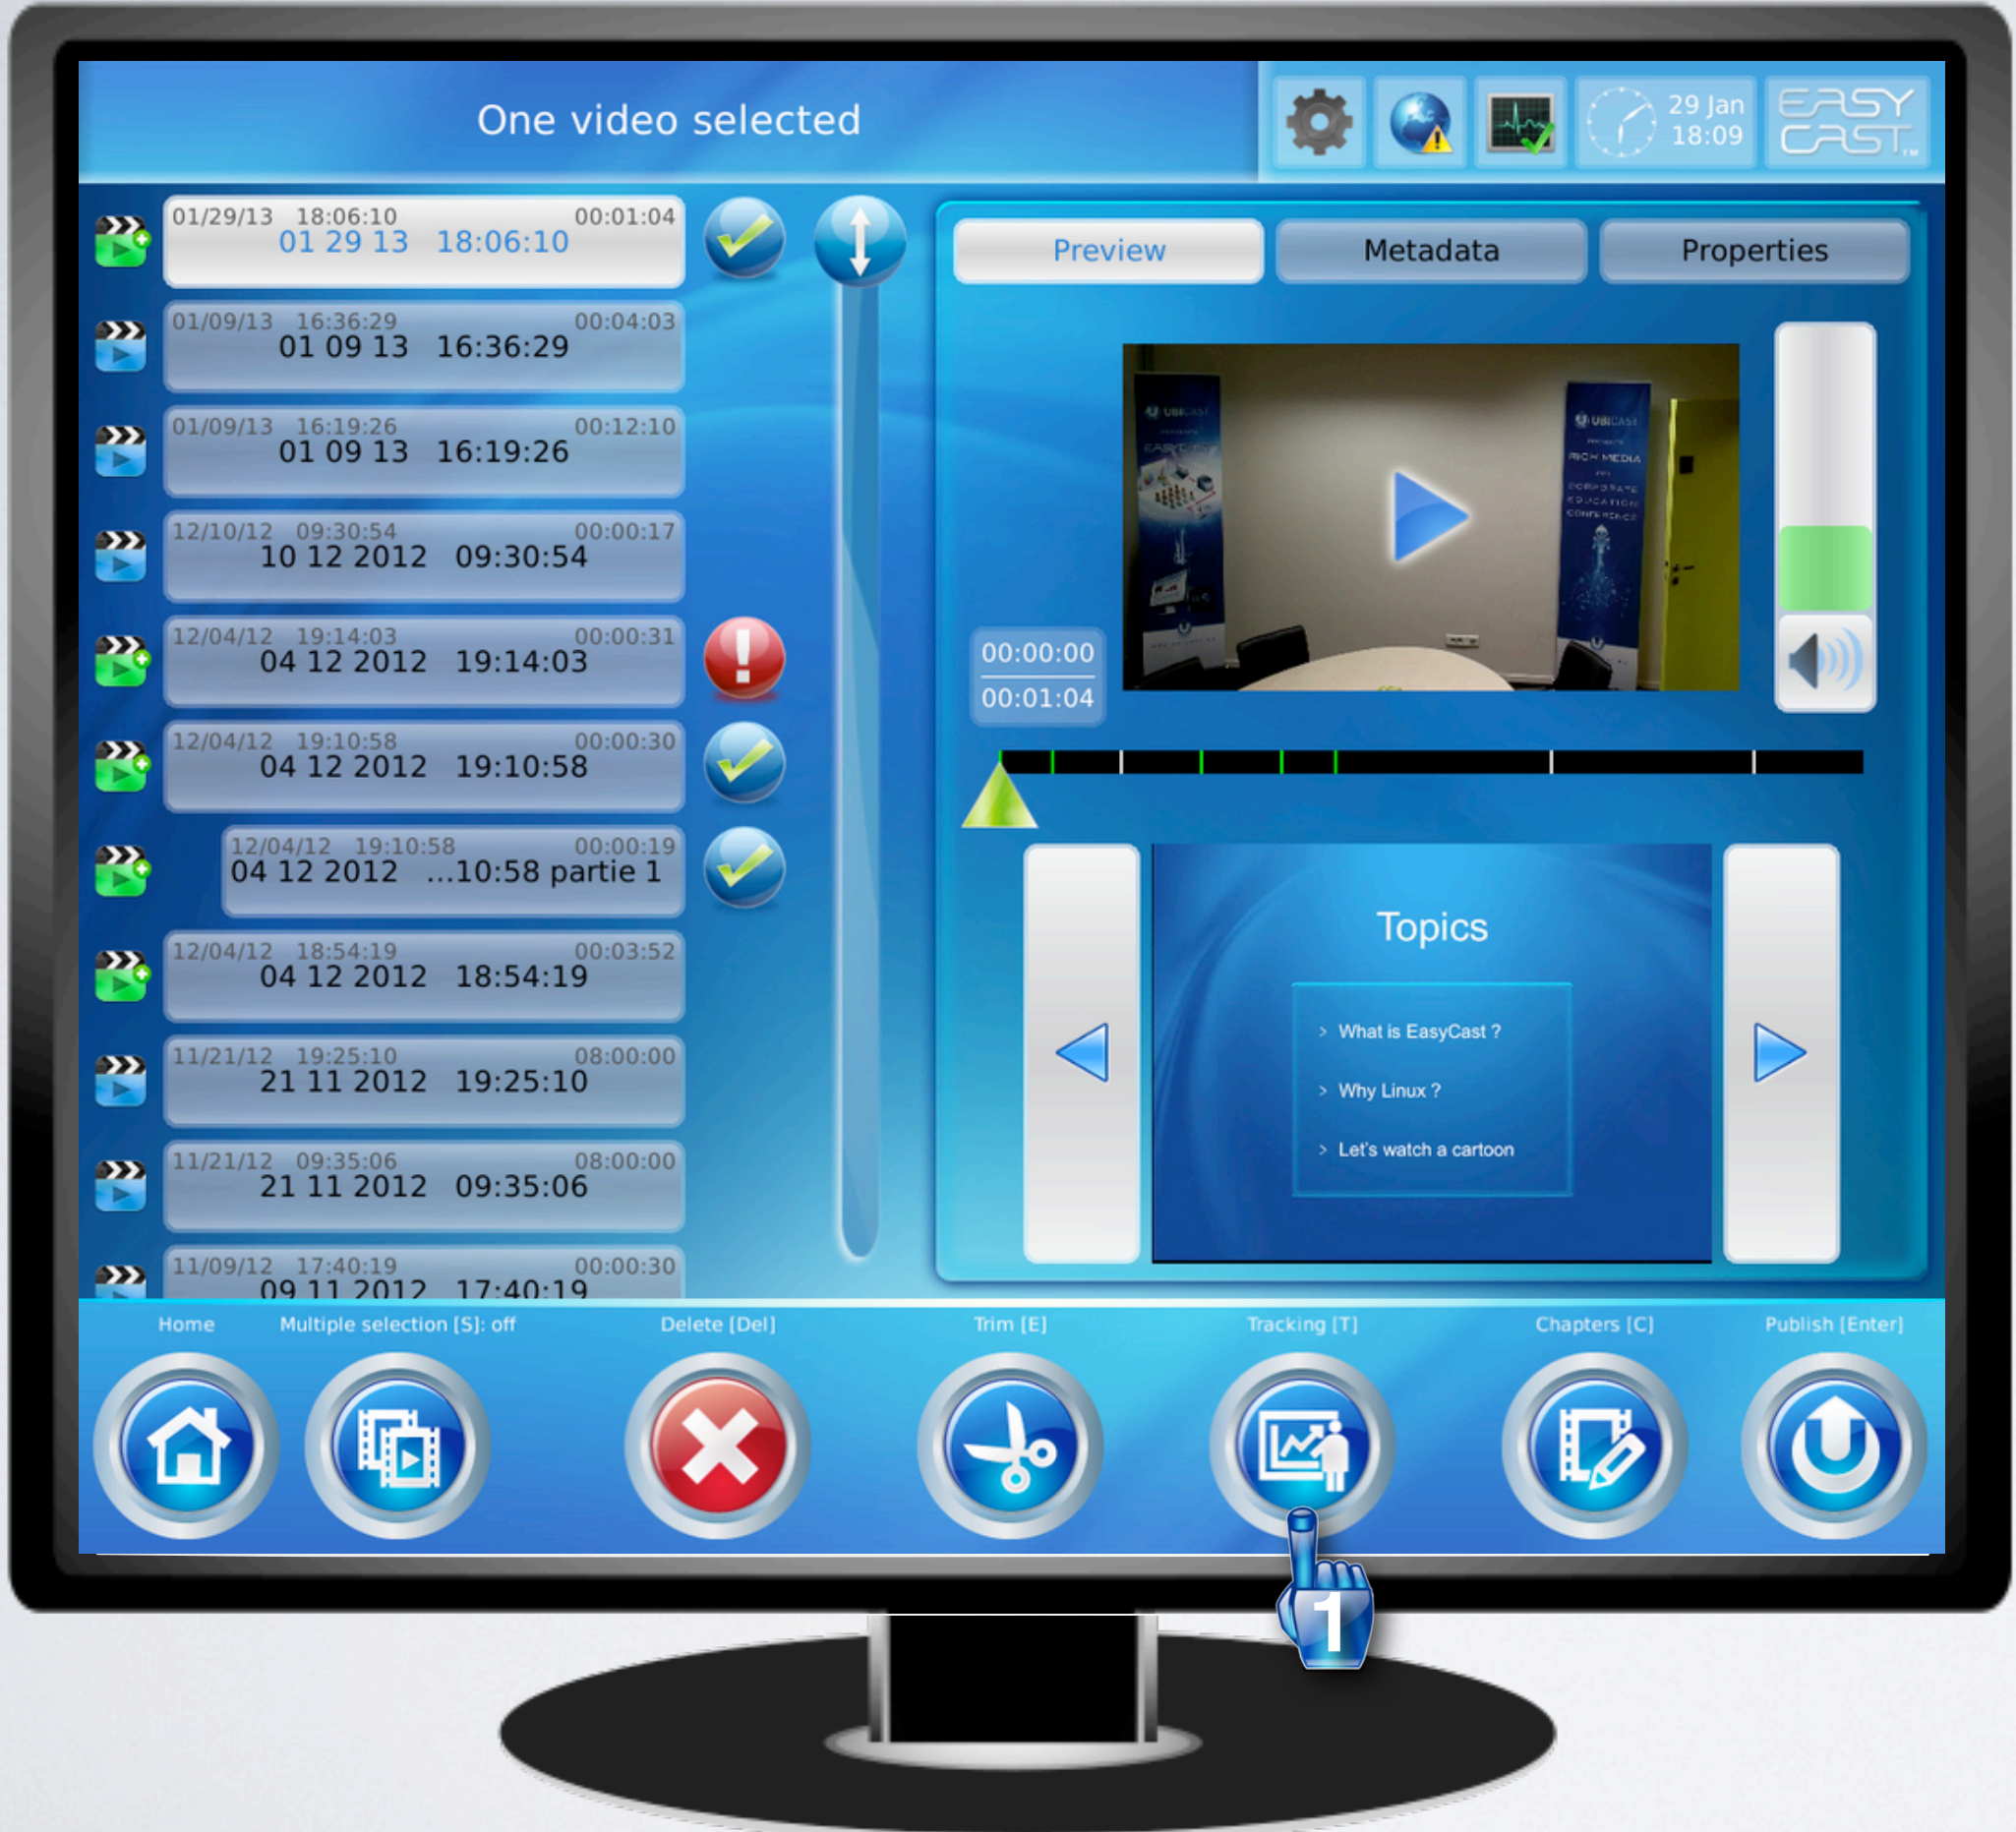 One video selected
29 Jan
18:09
EASY
CAST™
01/29/13 18:06:10 00:01:04
01 29 13 18:06:10
01/09/13 16:36:29 00:04:03
01 09 13 16:36:29
01/09/13 16:19:26 00:12:10
01 09 13 16:19:26
12/10/12 09:30:54 00:00:17
10 12 2012 09:30:54
12/04/12 19:14:03 00:00:31
04 12 2012 19:14:03
12/04/12 19:10:58 00:00:30
04 12 2012 19:10:58
12/04/12 19:10:58 00:00:19
04 12 2012 ...10:58 partie 1
12/04/12 18:54:19 00:03:52
04 12 2012 18:54:19
11/21/12 19:25:10 08:00:00
21 11 2012 19:25:10
11/21/12 09:35:06 08:00:00
21 11 2012 09:35:06
11/09/12 17:40:19 00:00:30
09 11 2012 17:40:19
Preview Metadata Properties
UBICAST
EASYCAST
UBICAST
RICH MEDIA
CORPORATE
EDUCATION
CONFERENCE
00:00:00
00:01:04
Topics
> What is EasyCast ?
> Why Linux ?
> Let's watch a cartoon
Home Multiple selection [S]: off Delete [Del] Trim [E] Tracking [T] Chapters [C] Publish [Enter]
1